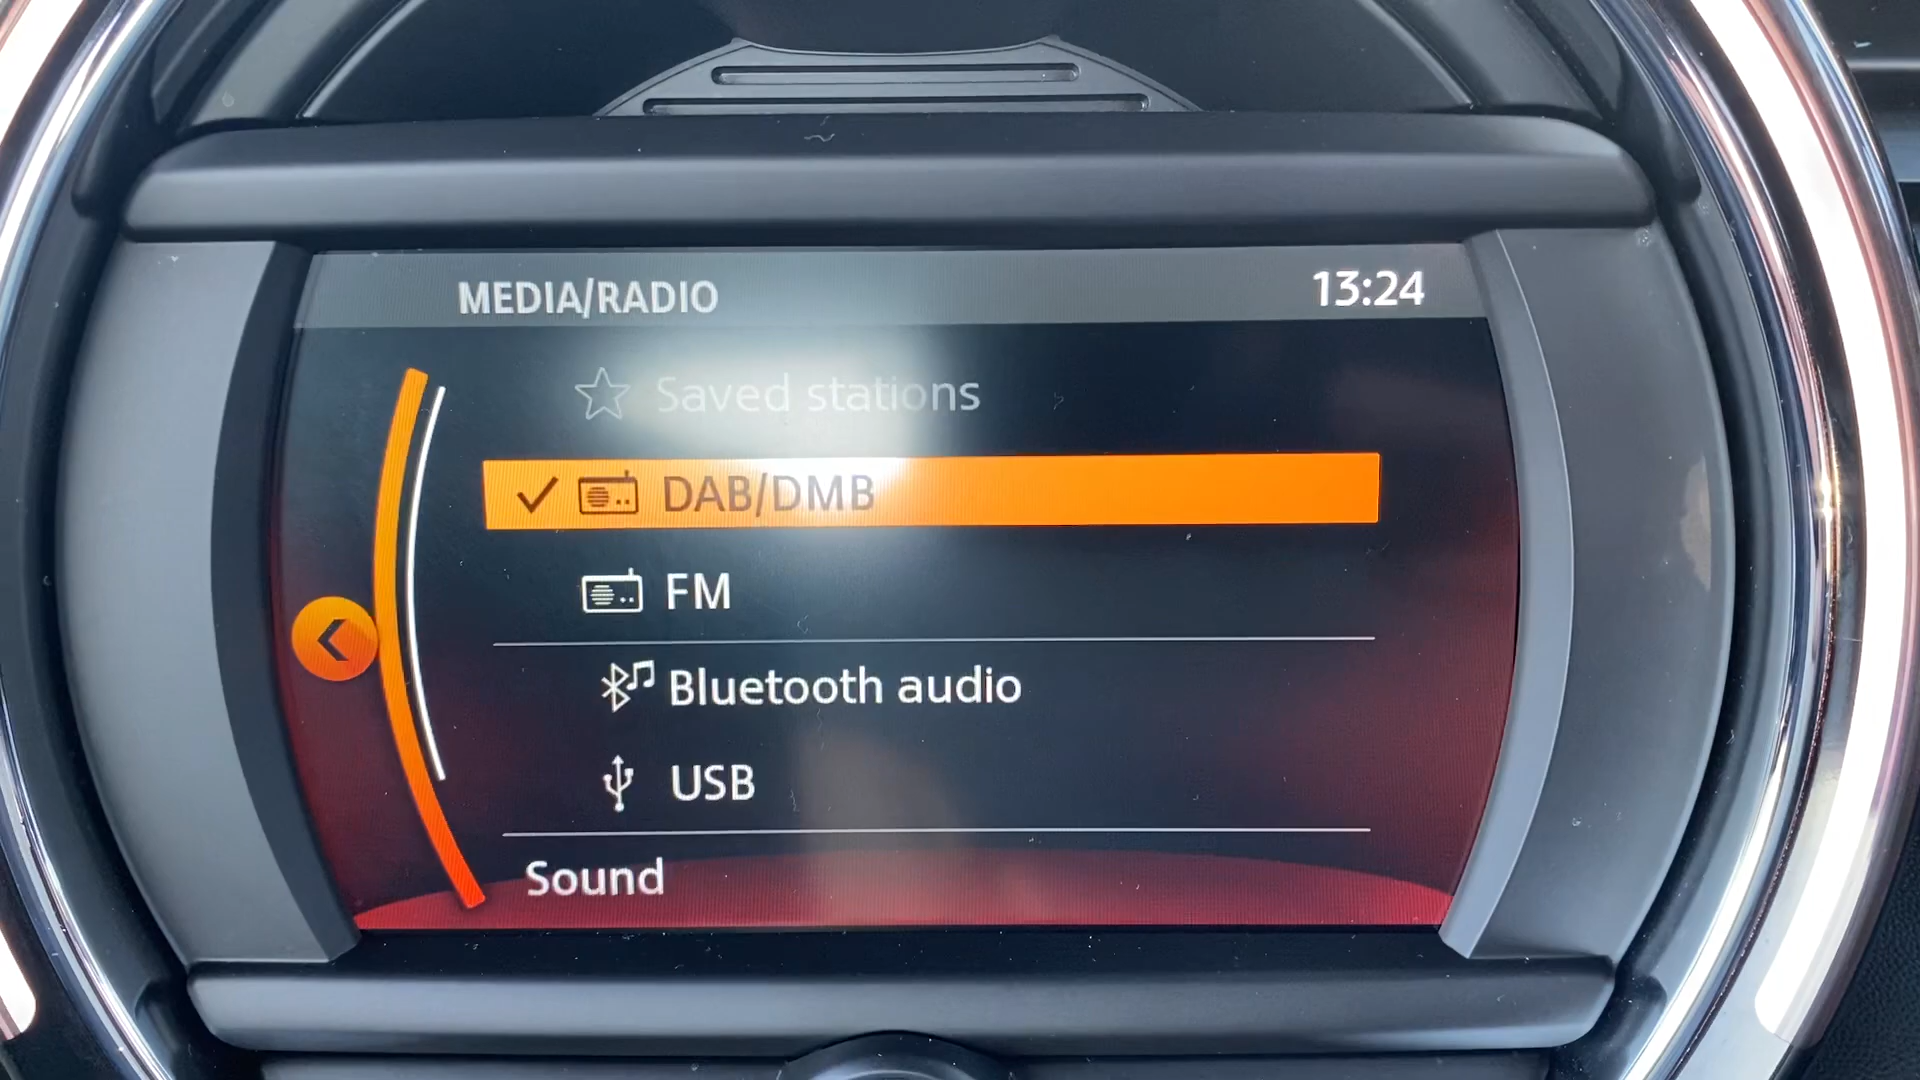 MEDIA/RADIO
13:24
Saved stations
DAB/DMB
FM
Bluetooth audio
USB
Sound